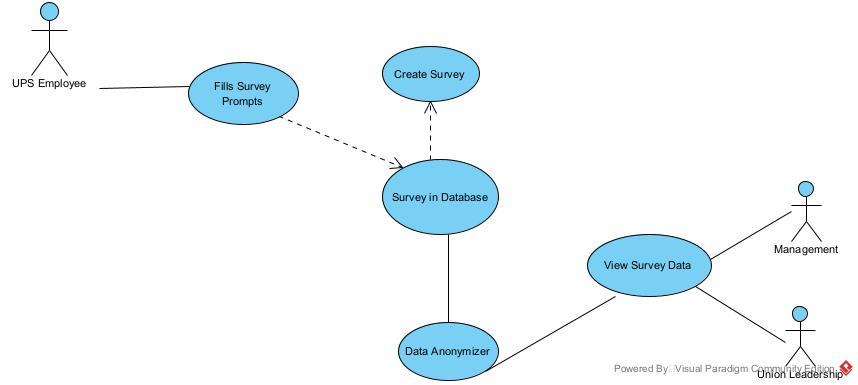 UPS Employee
Fills Survey
Prompts
Create Survey
Survey in Database
Management
View Survey Data
Data Anonymizer
Powered By Visual Paradigm Community Edition
Union Leadership